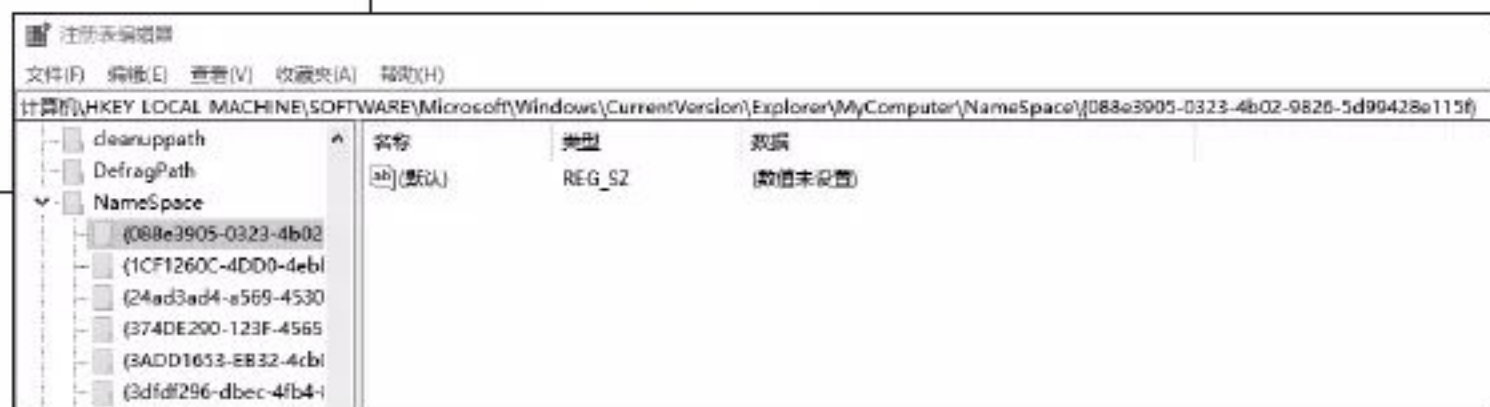 注册表编辑器
文件(F) 编辑(E) 查看(V) 收藏夹(A) 帮助(H)
计算机\HKEY LOCAL MACHINE\SOFTWARE\Microsoft\Windows\CurrentVersion\Explorer\MyComputer\NameSpace\{088e3905-0323-4b02-9826-5d99428e115f}
cleanuppath
DefragPath
NameSpace
{088e3905-0323-4b02
{1CF1260C-4DD0-4ebl
{24ad3ad4-a569-4530
{374DE290-123F-4565
{3ADD1653-EB32-4cbl
{3dfdf296-dbec-4fb4-
名称 类型 数据
ab (默认) REG_SZ (数值未设置)